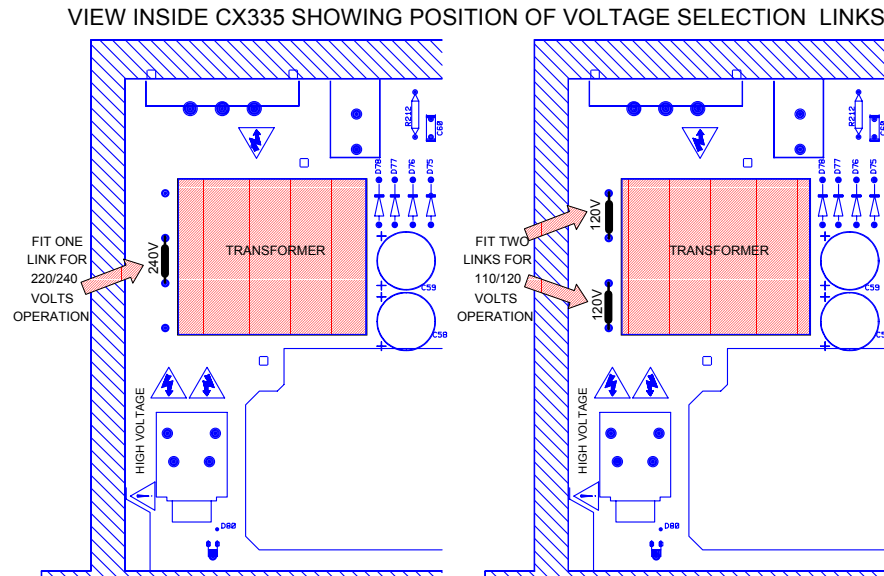 VIEW INSIDE CX335 SHOWING POSITION OF VOLTAGE SELECTION LINKS
R212
C60
D78
D77
D76
D75
FIT ONE
LINK FOR
220/240
VOLTS
OPERATION
240V
TRANSFORMER
C59
C58
HIGH VOLTAGE
D80
R212
C60
D78
D77
D76
D75
FIT TWO
LINKS FOR
110/120
VOLTS
OPERATION
120V
120V
TRANSFORMER
C59
HIGH VOLTAGE
D80